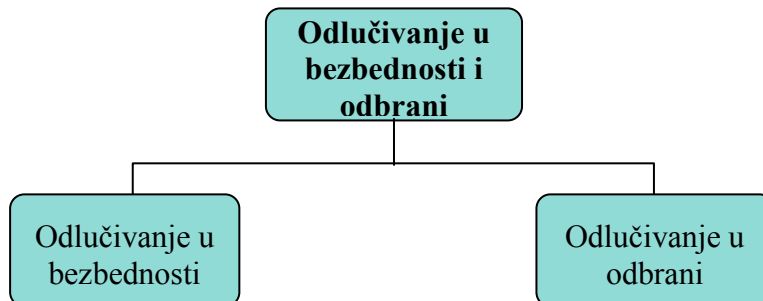 Odlučivanje u
bezbednosti i
odbrani
Odlučivanje u
bezbednosti
Odlučivanje u
odbrani